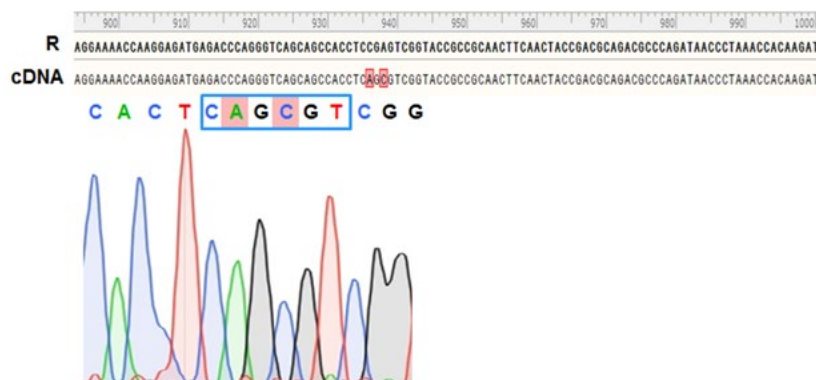 900 910 920 930 940 950 960 970 980 990 1000
R AGGAAAACCAAGGAGATGAGACCCAGGGTCAGCAGCCACCTCCGAGTCGGTACCGCCGCAACTTCAACTACCGACGCAGACGCCCAGATAACCCTAAACCACAAGAT
cDNA AGGAAAACCAAGGAGATGAGACCCAGGGTCAGCAGCCACCTCAGCGTCGGTACCGCCGCAACTTCAACTACCGACGCAGACGCCCAGATAACCCTAAACCACAAGAT
C A C T C A G C G T C G G